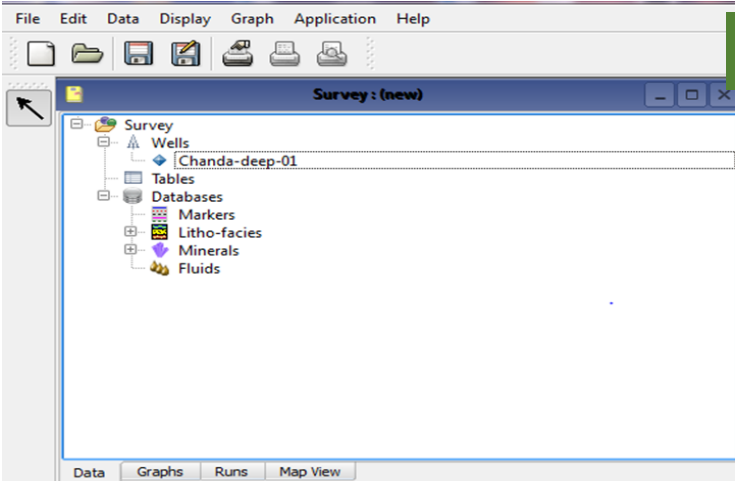 File Edit Data Display Graph Application Help
Survey : (new)
Survey
Wells
Chanda-deep-01
Tables
Databases
Markers
Litho-facies
Minerals
Fluids
Data Graphs Runs Map View